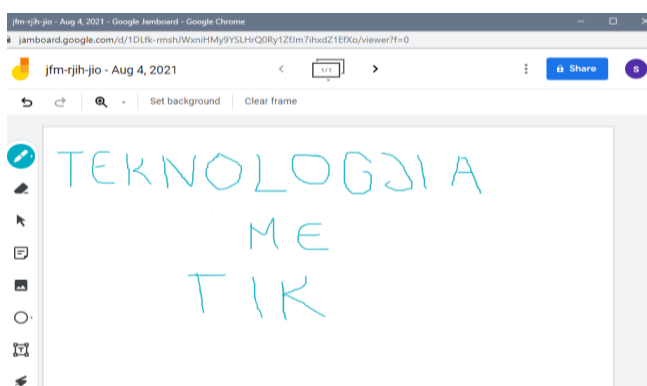 jfm-rjih-jio - Aug 4, 2021 - Google Jamboard - Google Chrome
jamboard.google.com/d/1DLfk-rmshJWxniHMy9YSLHrQ0Ry1ZfJm7ihxdZ1EfXo/viewer?f=0
jfm-rjih-jio - Aug 4, 2021
1/1
Share
S
Set background
Clear frame
TEKNOLOGJIA
ME
TIK